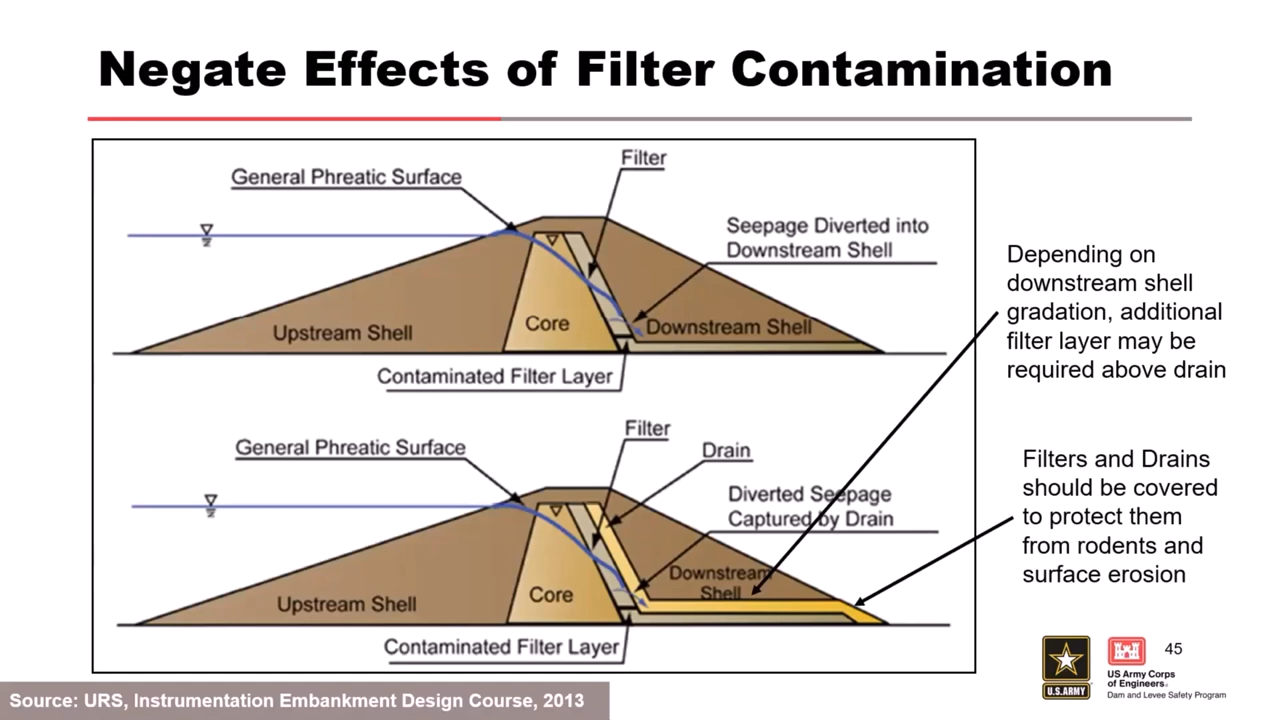 Negate Effects of Filter Contamination
Filter
General Phreatic Surface
Seepage Diverted into
Downstream Shell
Core
Upstream Shell
Downstream Shell
Contaminated Filter Layer
Filter
General Phreatic Surface
Drain
Diverted Seepage
Captured by Drain
Downstream
Shell
Core
Upstream Shell
Contaminated Filter Layer
Depending on
downstream shell
gradation, additional
filter layer may be
required above drain
Filters and Drains
should be covered
to protect them
from rodents and
surface erosion
U.S.ARMY
US Army Corps
of Engineers®
Dam and Levee Safety Program
45
Source: URS, Instrumentation Embankment Design Course, 2013